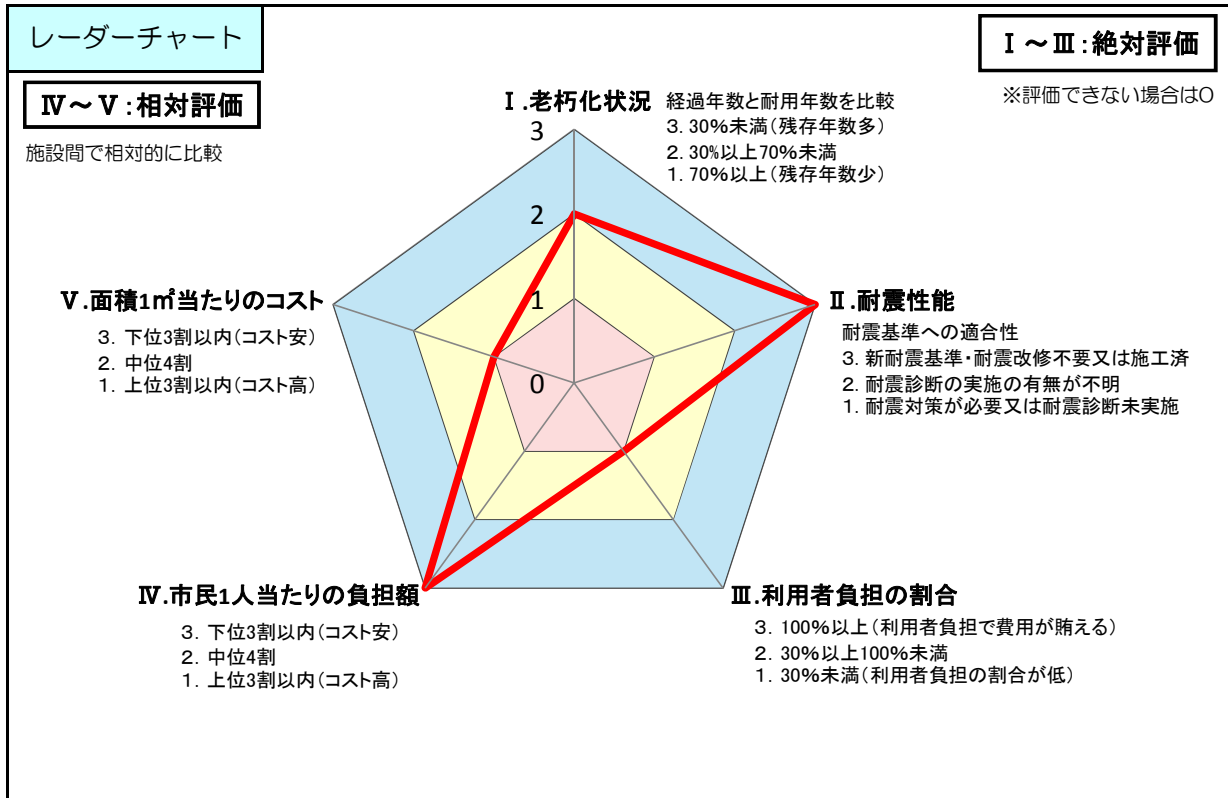 レーダーチャート
Ⅰ～Ⅲ:絶対評価
※評価できない場合は0
Ⅳ～Ⅴ:相対評価
施設間で相対的に比較
Ⅰ.老朽化状況
経過年数と耐用年数を比較
3. 30%未満(残存年数多)
2. 30%以上70%未満
1. 70%以上(残存年数少)
3
2
1
0
Ⅱ.耐震性能
耐震基準への適合性
3. 新耐震基準・耐震改修不要又は施工済
2. 耐震診断の実施の有無が不明
1. 耐震対策が必要又は耐震診断未実施
Ⅴ.面積1㎡当たりのコスト
3. 下位3割以内(コスト安)
2. 中位4割
1. 上位3割以内(コスト高)
Ⅳ.市民1人当たりの負担額
3. 下位3割以内(コスト安)
2. 中位4割
1. 上位3割以内(コスト高)
Ⅲ.利用者負担の割合
3. 100%以上(利用者負担で費用が賄える)
2. 30%以上100%未満
1. 30%未満(利用者負担の割合が低)